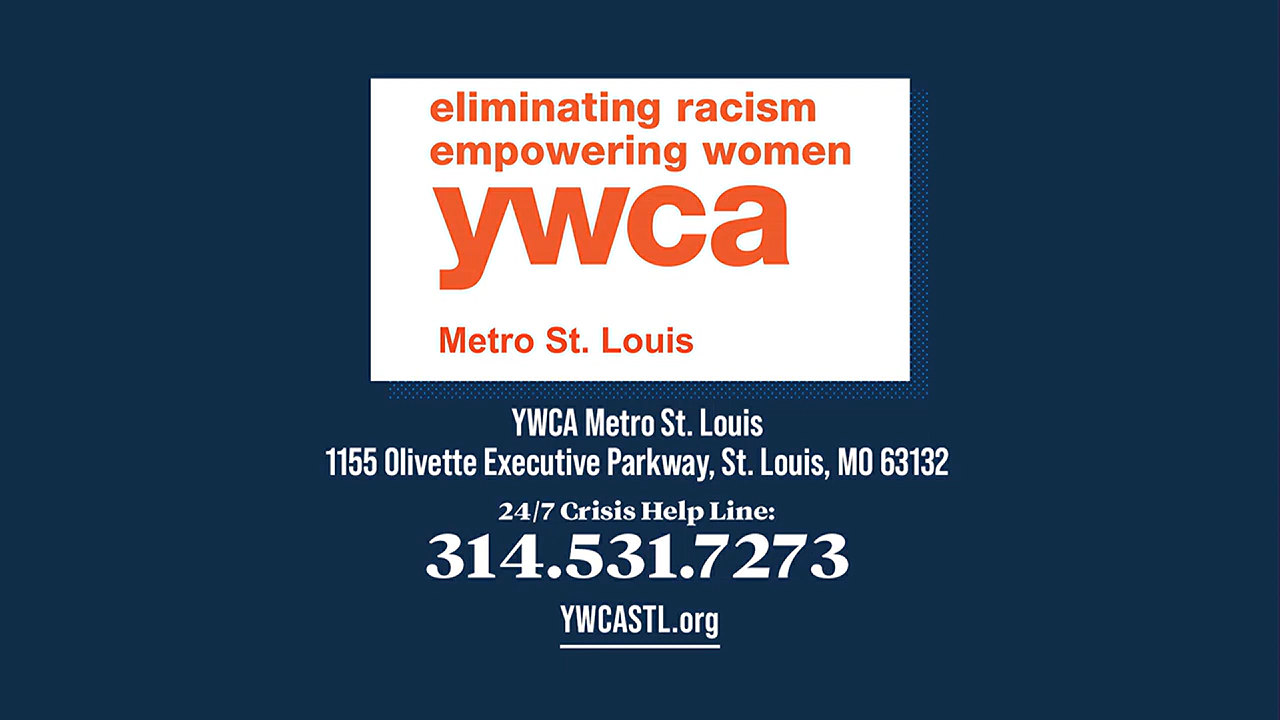 eliminating racism
empowering women
ywca
Metro St. Louis
YWCA Metro St. Louis
1155 Olivette Executive Parkway, St. Louis, MO 63132
24/7 Crisis Help Line:
314.531.7273
YWCASTL.org